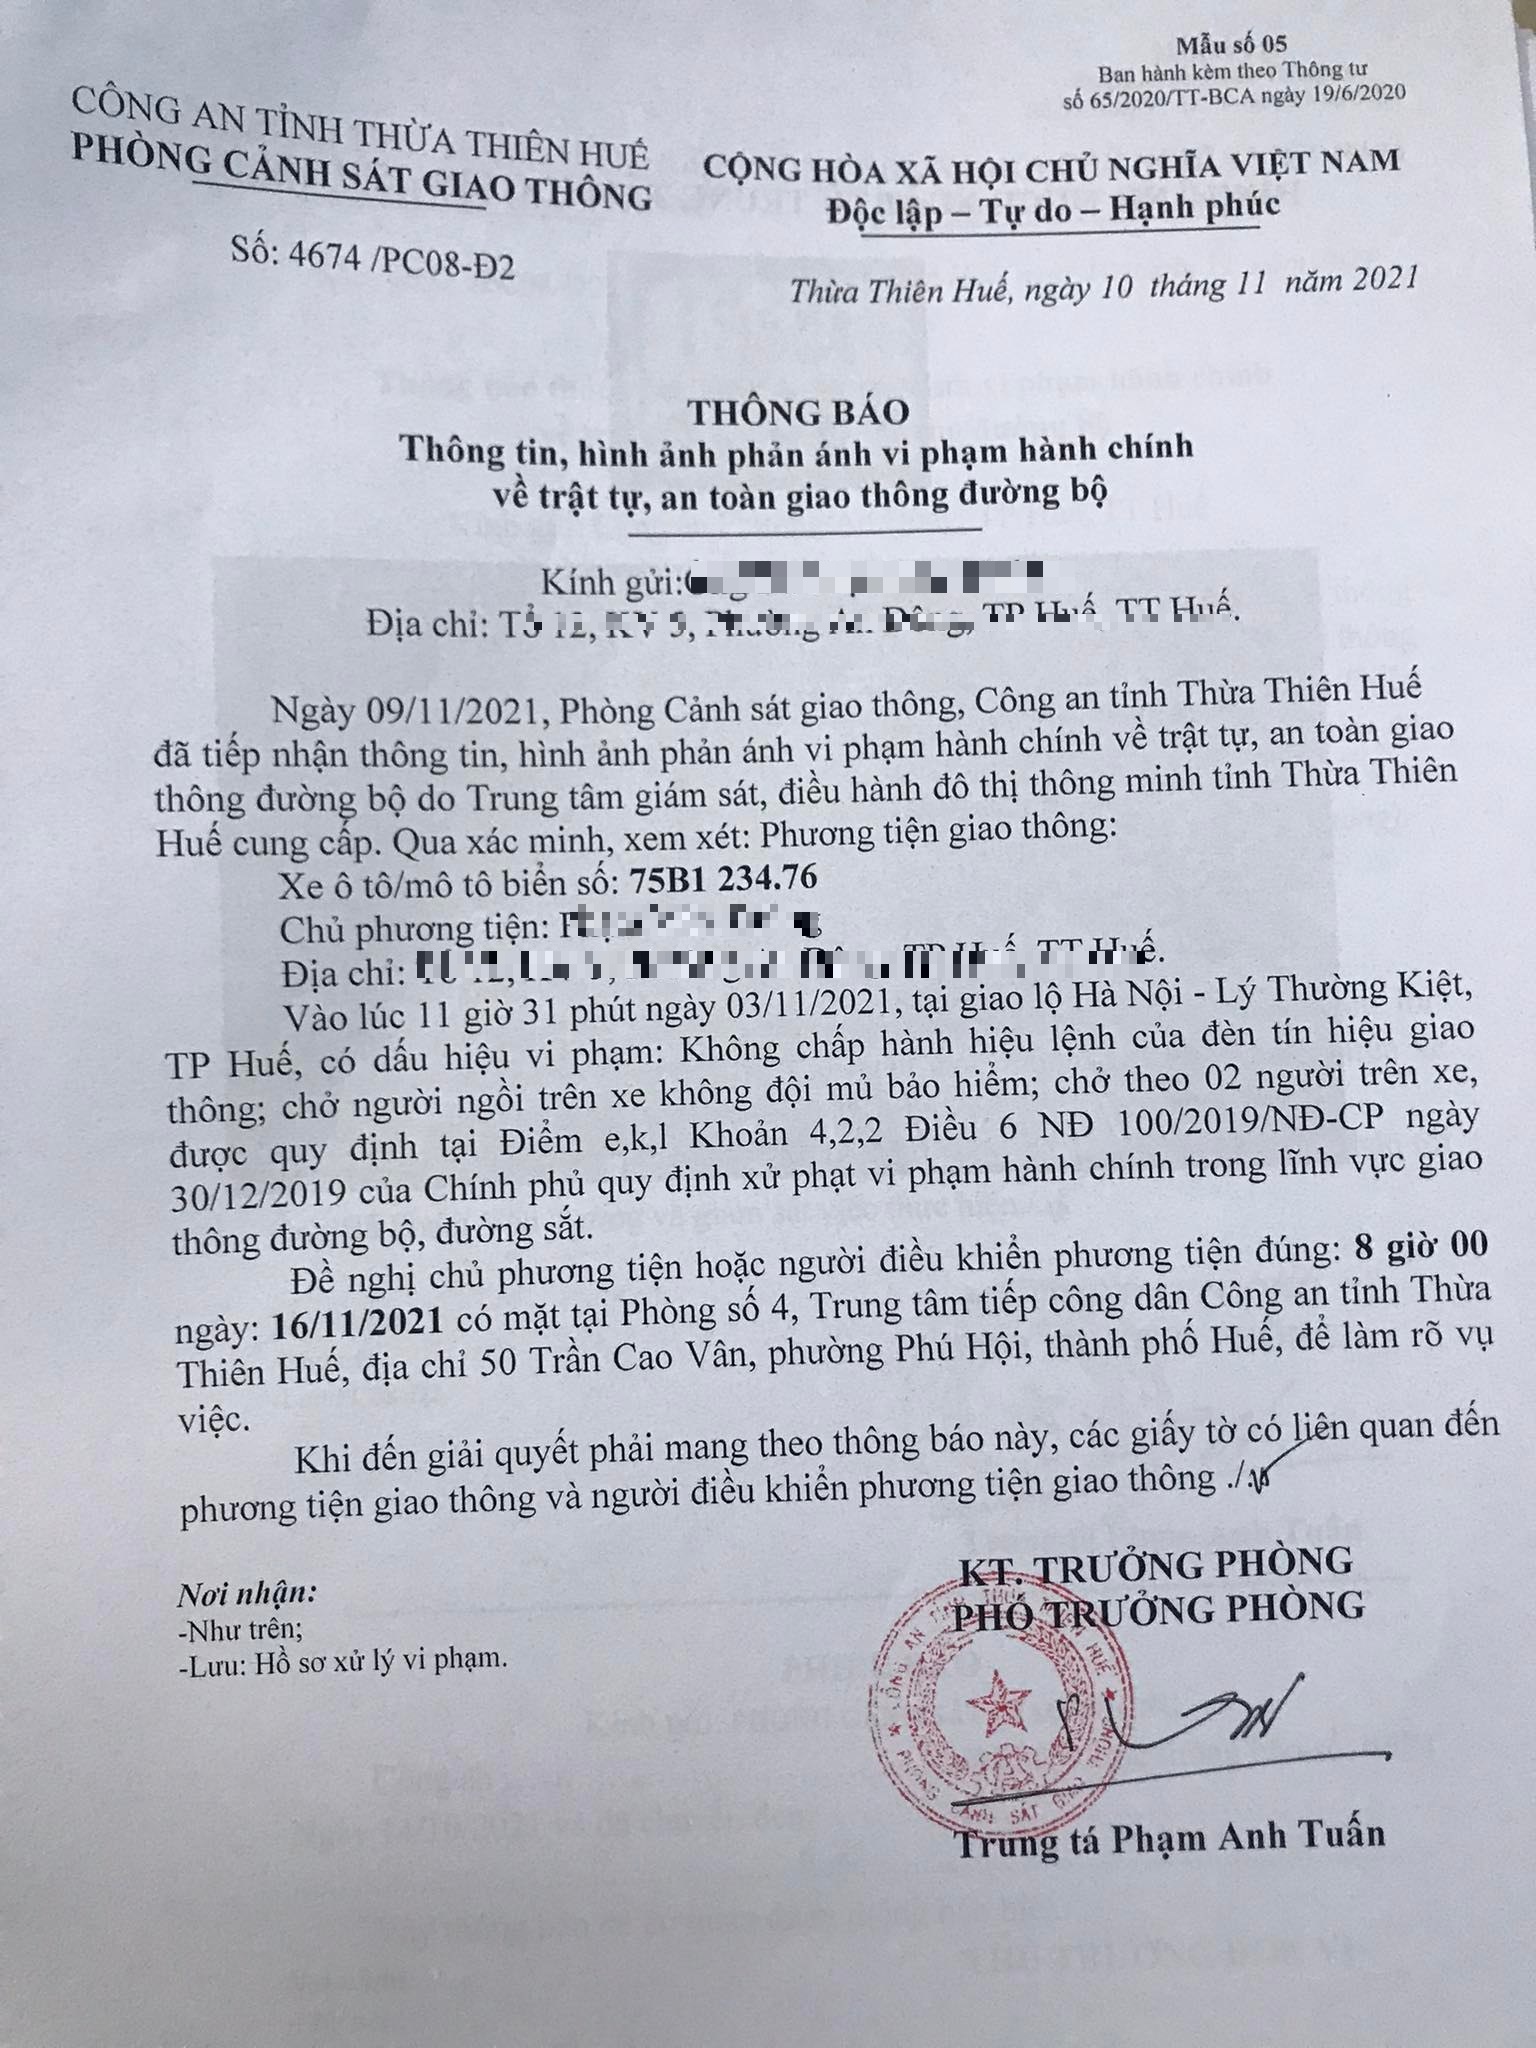 Mẫu số 05
Ban hành kèm theo Thông tư
số 65/2020/TT-BCA ngày 19/6/2020
CÔNG AN TỈNH THỪA THIÊN HUẾ
PHÒNG CẢNH SÁT GIAO THÔNG
CỘNG HÒA XÃ HỘI CHỦ NGHĨA VIỆT NAM
Độc lập – Tự do – Hạnh phúc
Số: 4674 /PC08-Đ2
Thừa Thiên Huế, ngày 10 tháng 11 năm 2021
THÔNG BÁO
Thông tin, hình ảnh phản ánh vi phạm hành chính
về trật tự, an toàn giao thông đường bộ
Kính gửi:
Địa chỉ:
Ngày 09/11/2021, Phòng Cảnh sát giao thông, Công an tỉnh Thừa Thiên Huế
đã tiếp nhận thông tin, hình ảnh phản ánh vi phạm hành chính về trật tự, an toàn giao
thông đường bộ do Trung tâm giám sát, điều hành đô thị thông minh tỉnh Thừa Thiên
Huế cung cấp. Qua xác minh, xem xét: Phương tiện giao thông:
Xe ô tô/mô tô biển số: 75B1 234.76
Chủ phương tiện:
Địa chỉ:
Vào lúc 11 giờ 31 phút ngày 03/11/2021, tại giao lộ Hà Nội - Lý Thường Kiệt,
TP Huế, có dấu hiệu vi phạm: Không chấp hành hiệu lệnh của đèn tín hiệu giao
thông; chở người ngồi trên xe không đội mủ bảo hiểm; chở theo 02 người trên xe,
được quy định tại Điểm e,k,l Khoản 4,2,2 Điều 6 NĐ 100/2019/NĐ-CP ngày
30/12/2019 của Chính phủ quy định xử phạt vi phạm hành chính trong lĩnh vực giao
thông đường bộ, đường sắt.
Đề nghị chủ phương tiện hoặc người điều khiển phương tiện đúng: 8 giờ 00
ngày: 16/11/2021 có mặt tại Phòng số 4, Trung tâm tiếp công dân Công an tỉnh Thừa
Thiên Huế, địa chỉ 50 Trần Cao Vân, phường Phú Hội, thành phố Huế, để làm rõ vụ
việc.
Khi đến giải quyết phải mang theo thông báo này, các giấy tờ có liên quan đến
phương tiện giao thông và người điều khiển phương tiện giao thông ./.
Nơi nhận:
-Như trên;
-Lưu: Hồ sơ xử lý vi phạm.
KT. TRƯỞNG PHÒNG
PHÓ TRƯỞNG PHÒNG
Trung tá Phạm Anh Tuấn